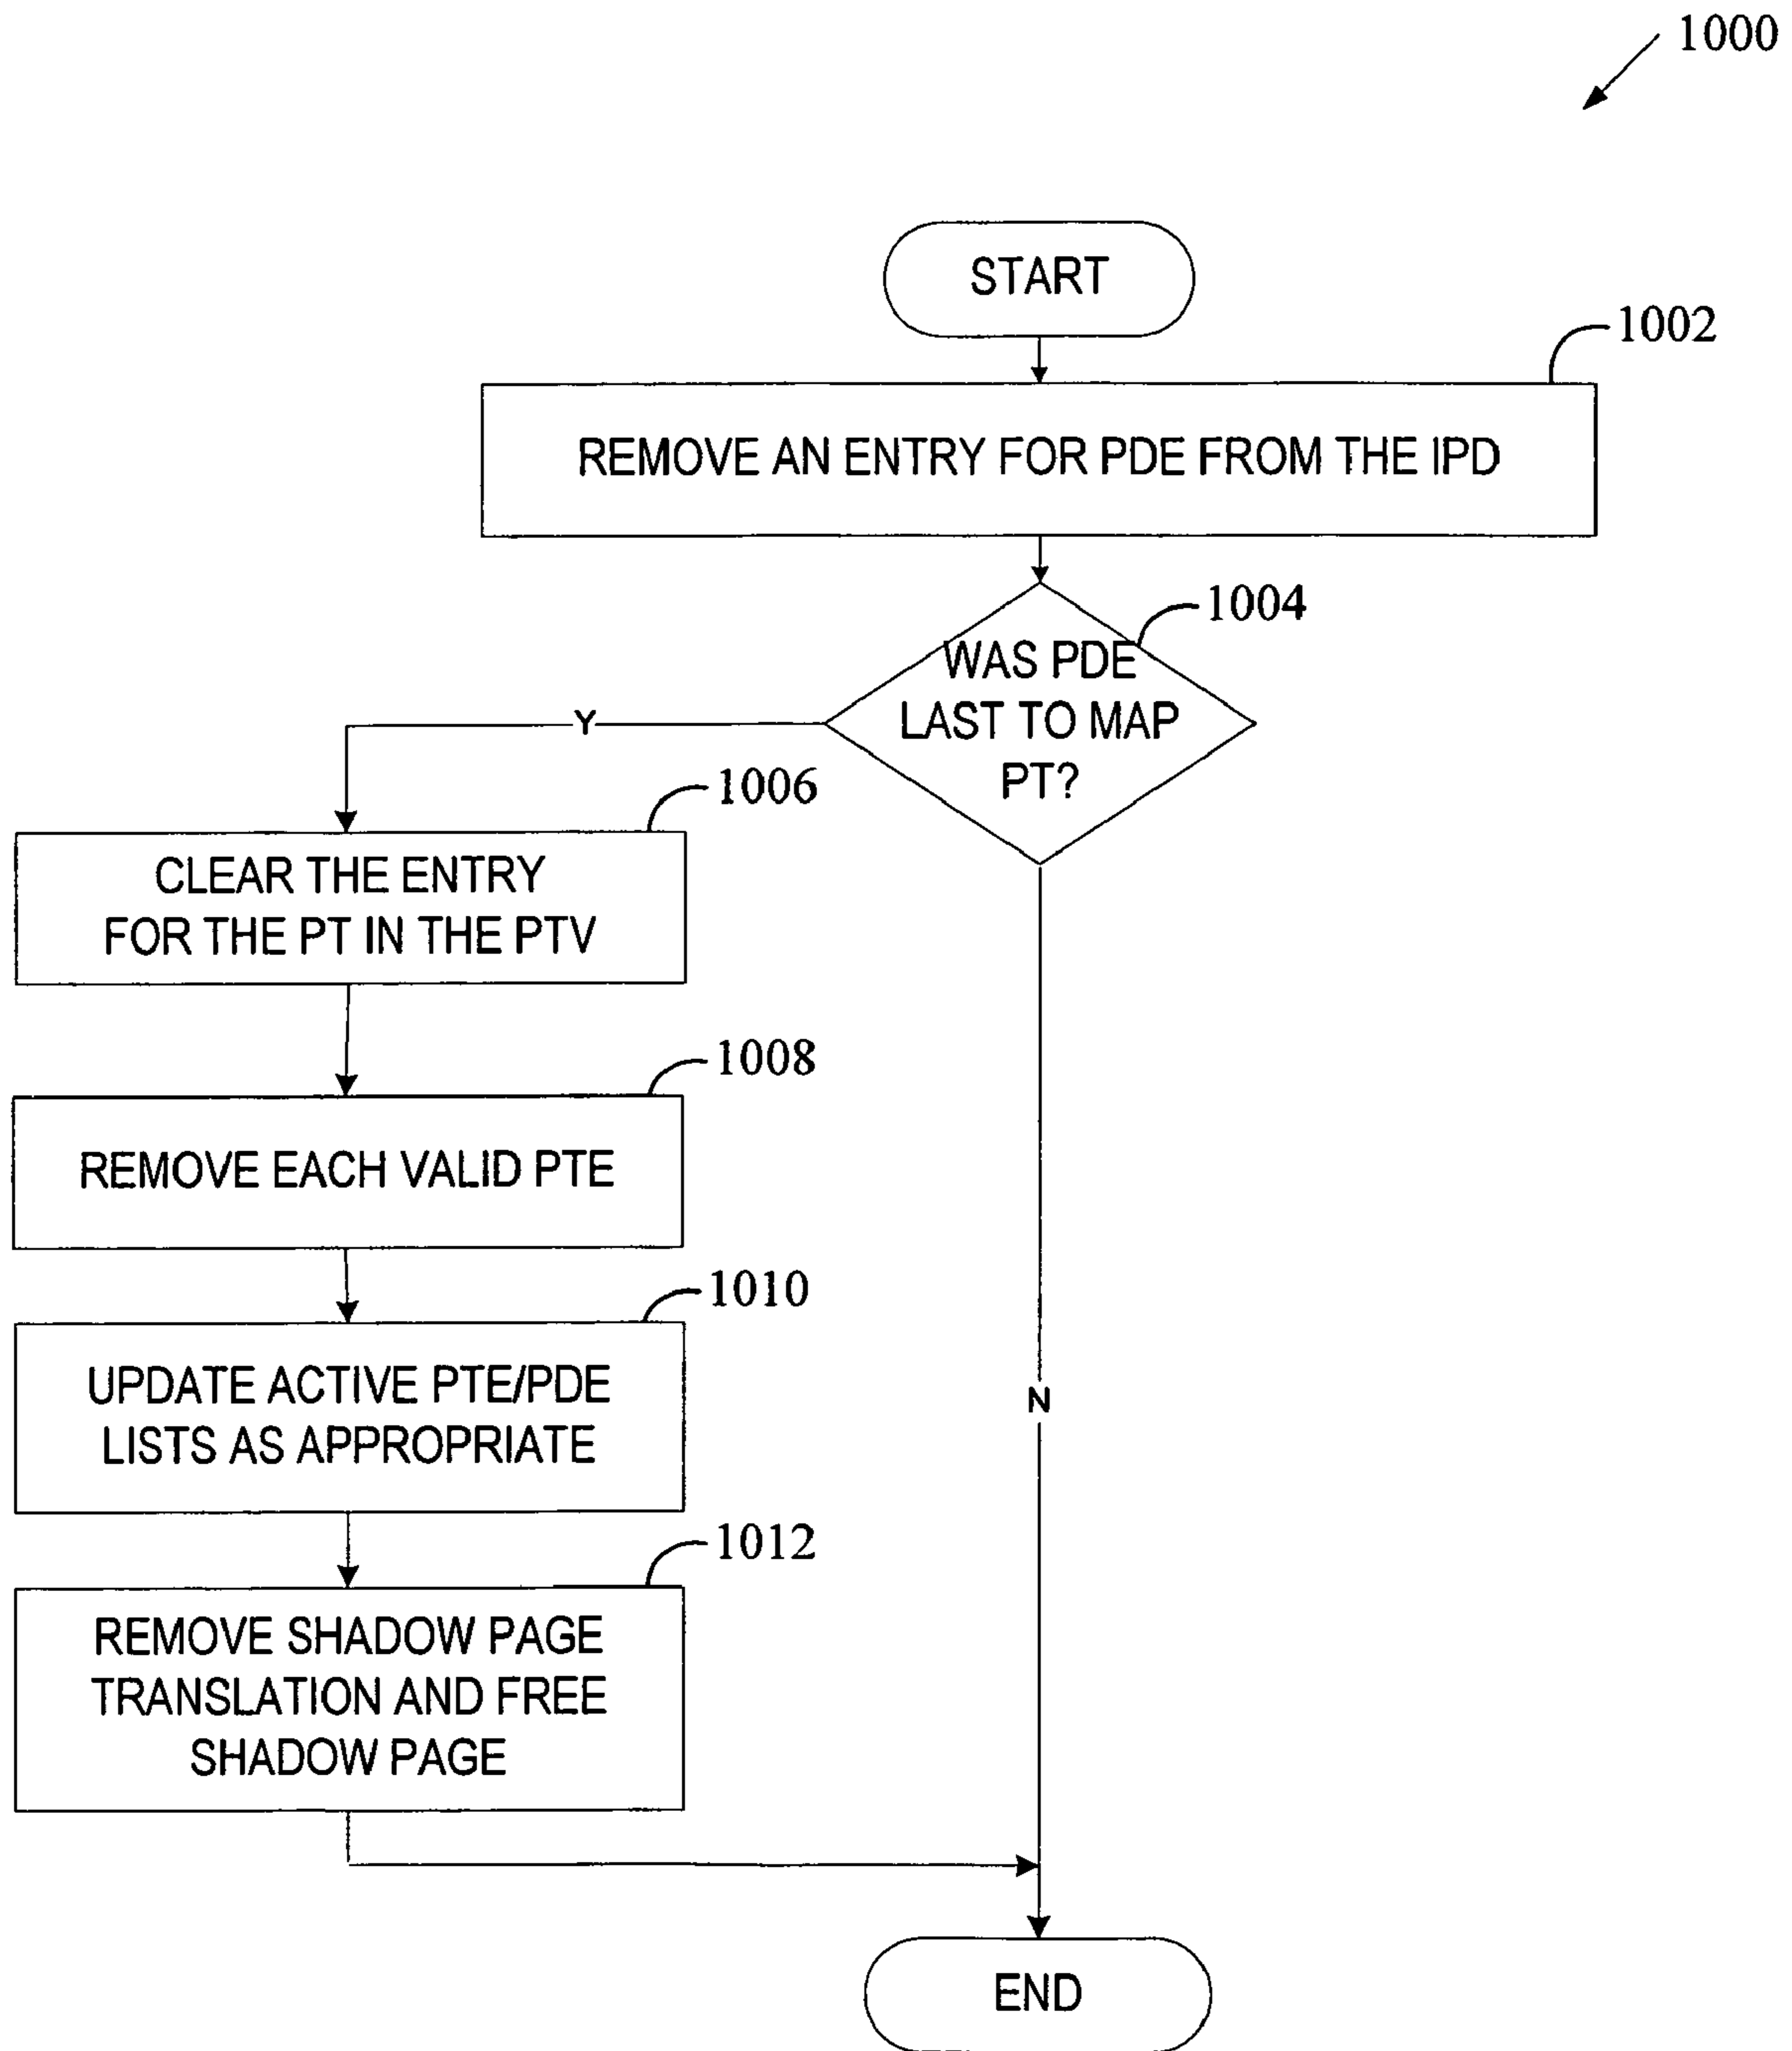 1000
START
1002
REMOVE AN ENTRY FOR PDE FROM THE IPD
1004
WAS PDE
LAST TO MAP
PT?
Y
1006
CLEAR THE ENTRY
FOR THE PT IN THE PTV
1008
REMOVE EACH VALID PTE
1010
UPDATE ACTIVE PTE/PDE
LISTS AS APPROPRIATE
N
1012
REMOVE SHADOW PAGE
TRANSLATION AND FREE
SHADOW PAGE
END